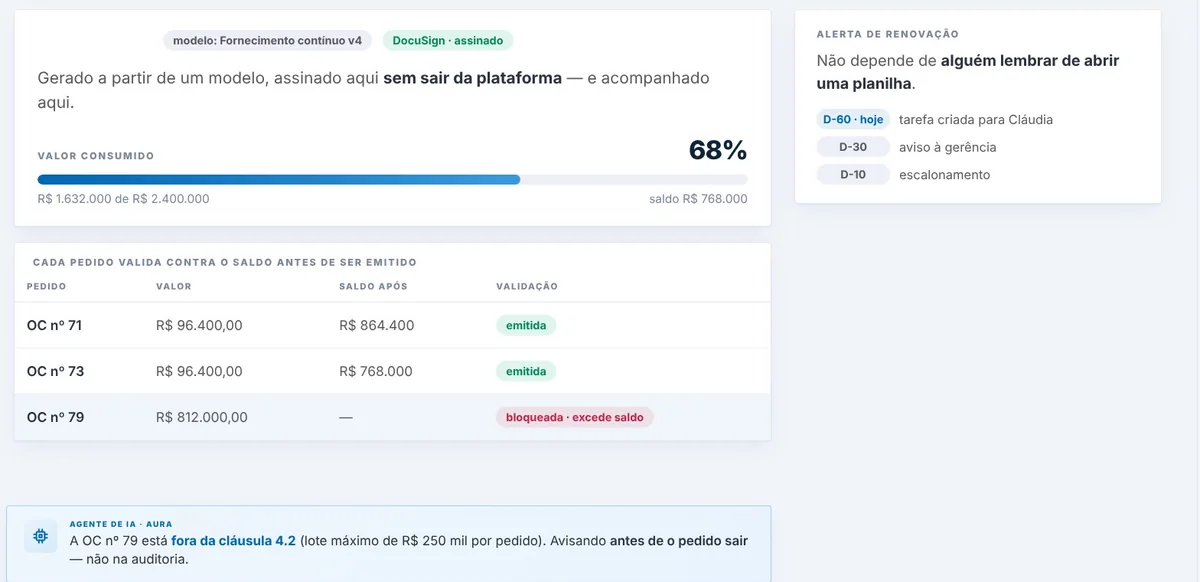 modelo: Fornecimento contínuo v4
DocuSign · assinado
Gerado a partir de um modelo, assinado aqui sem sair da plataforma — e acompanhado
aqui.
VALOR CONSUMIDO
68%
R$ 1.632.000 de R$ 2.400.000
saldo R$ 768.000
ALERTA DE RENOVAÇÃO
Não depende de alguém lembrar de abrir
uma planilha.
D-60 · hoje tarefa criada para Cláudia
D-30 aviso à gerência
D-10 escalonamento
CADA PEDIDO VALIDA CONTRA O SALDO ANTES DE SER EMITIDO
PEDIDO VALOR SALDO APÓS VALIDAÇÃO
OC nº 71 R$ 96.400,00 R$ 864.400 emitida
OC nº 73 R$ 96.400,00 R$ 768.000 emitida
OC nº 79 R$ 812.000,00 — bloqueada · excede saldo
AGENTE DE IA · AURA
A OC nº 79 está fora da cláusula 4.2 (lote máximo de R$ 250 mil por pedido). Avisando antes de o pedido sair
— não na auditoria.